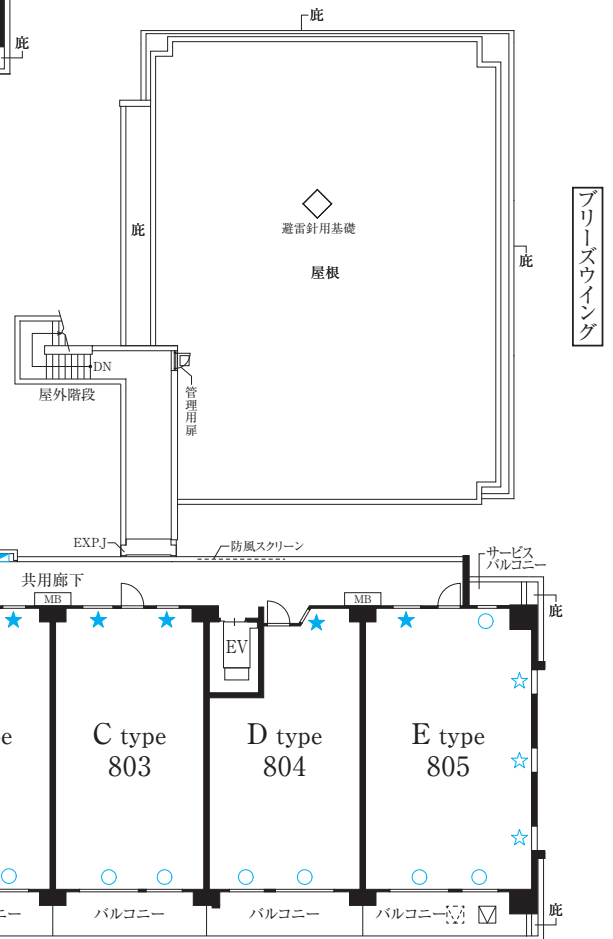 庇
庇
避雷針用基礎
屋根
庇
庇
ブリーズウイング
DN
屋外階段
管理用扉
EXP.J
防風スクリーン
サービス
バルコニー
共用廊下
MB
MB
庇
EV
e
C type
803
D type
804
E type
805
ニー
バルコニー
バルコニー
バルコニー
庇